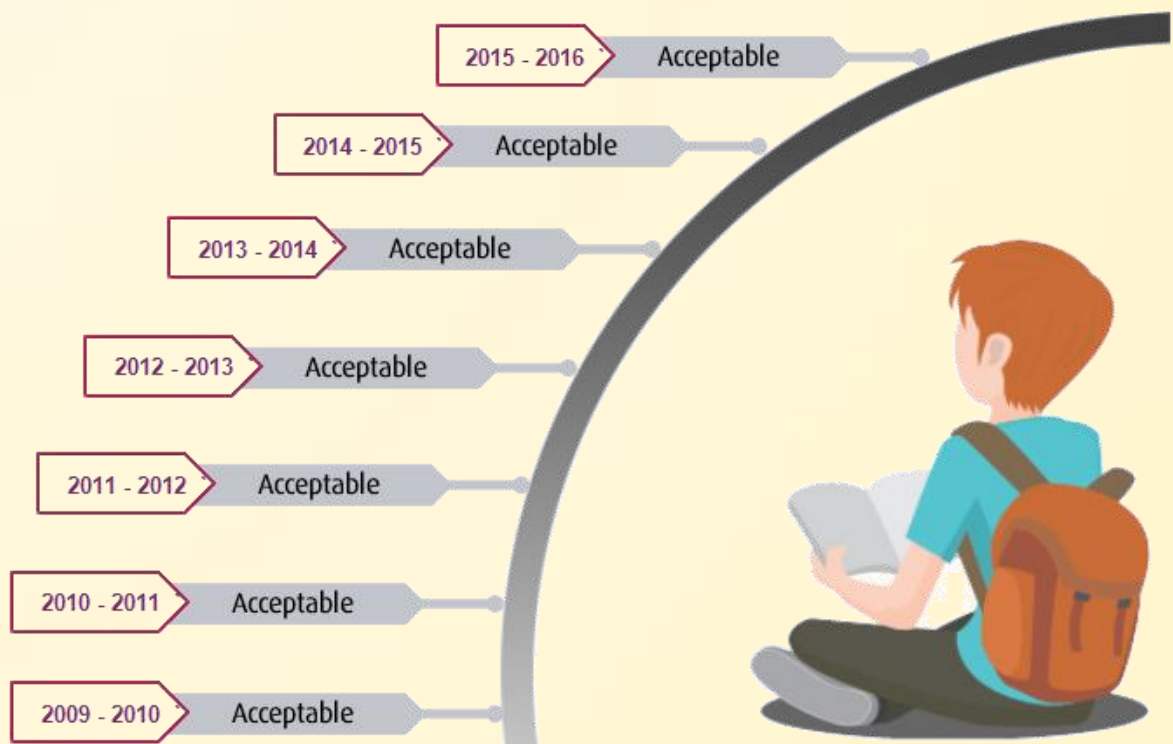 2015 - 2016 Acceptable
2014 - 2015 Acceptable
2013 - 2014 Acceptable
2012 - 2013 Acceptable
2011 - 2012 Acceptable
2010 - 2011 Acceptable
2009 - 2010 Acceptable